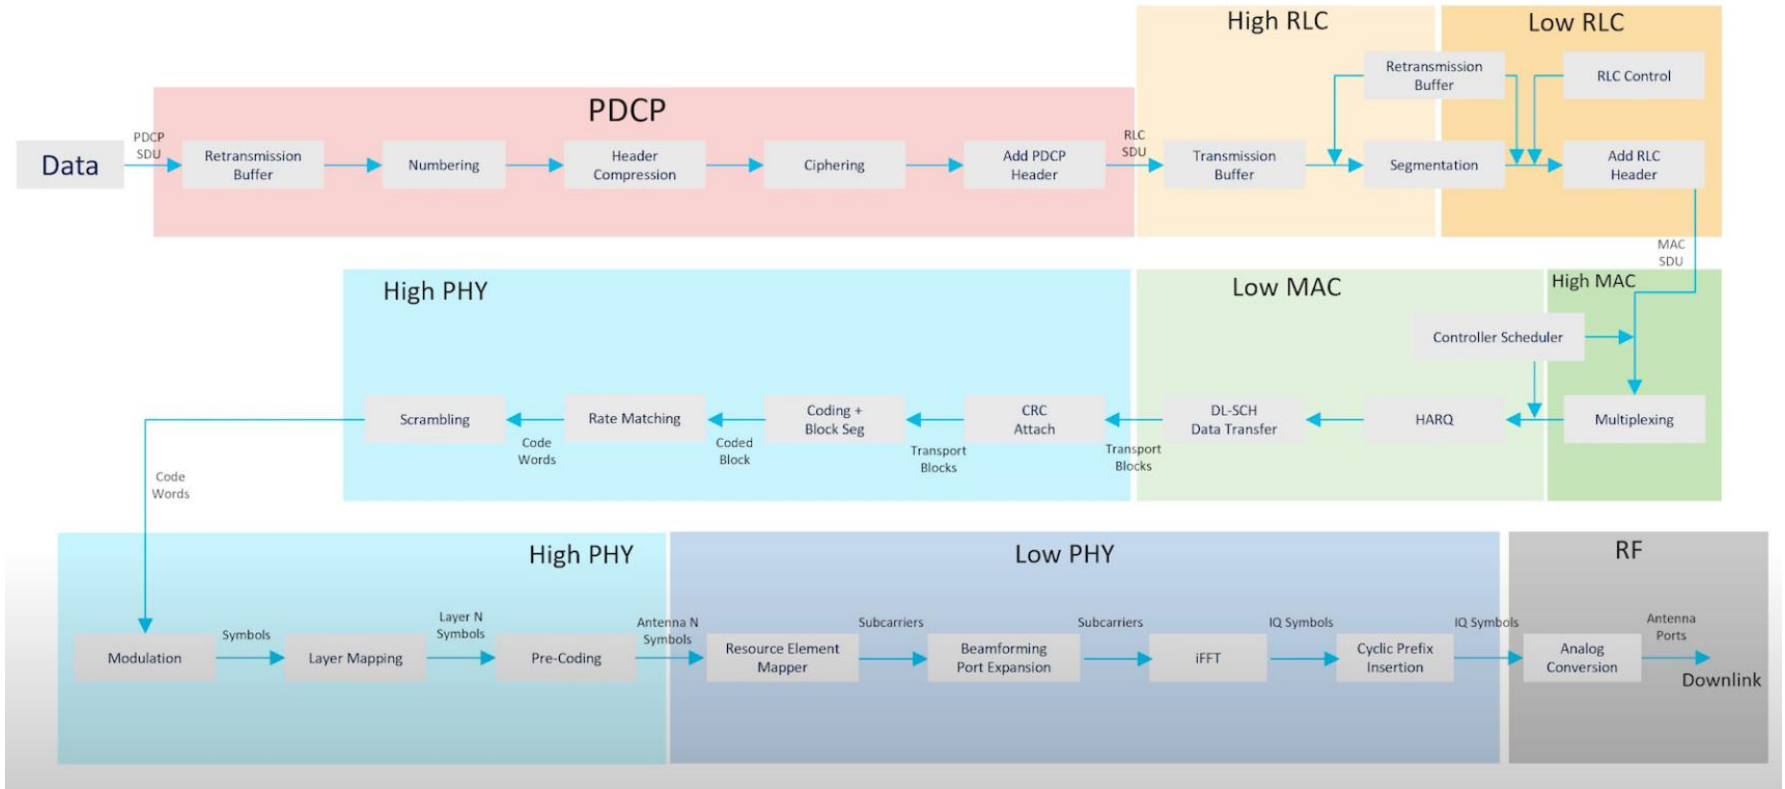 High RLC
Low RLC
Retransmission
Buffer
RLC Control
PDCP
Data
PDCP
SDU
Retransmission
Buffer
Numbering
Header
Compression
Ciphering
Add PDCP
Header
RLC
SDU
Transmission
Buffer
Segmentation
Add RLC
Header
MAC
SDU
High PHY
Low MAC
High MAC
Controller Scheduler
Scrambling
Code
Words
Rate Matching
Coded
Block
Coding +
Block Seg
Transport
Blocks
CRC
Attach
Transport
Blocks
DL-SCH
Data Transfer
HARQ
Multiplexing
Code
Words
High PHY
Low PHY
RF
Modulation
Symbols
Layer Mapping
Layer N
Symbols
Pre-Coding
Antenna N
Symbols
Resource Element
Mapper
Subcarriers
Beamforming
Port Expansion
Subcarriers
iFFT
IQ Symbols
Cyclic Prefix
Insertion
IQ Symbols
Analog
Conversion
Antenna
Ports
Downlink